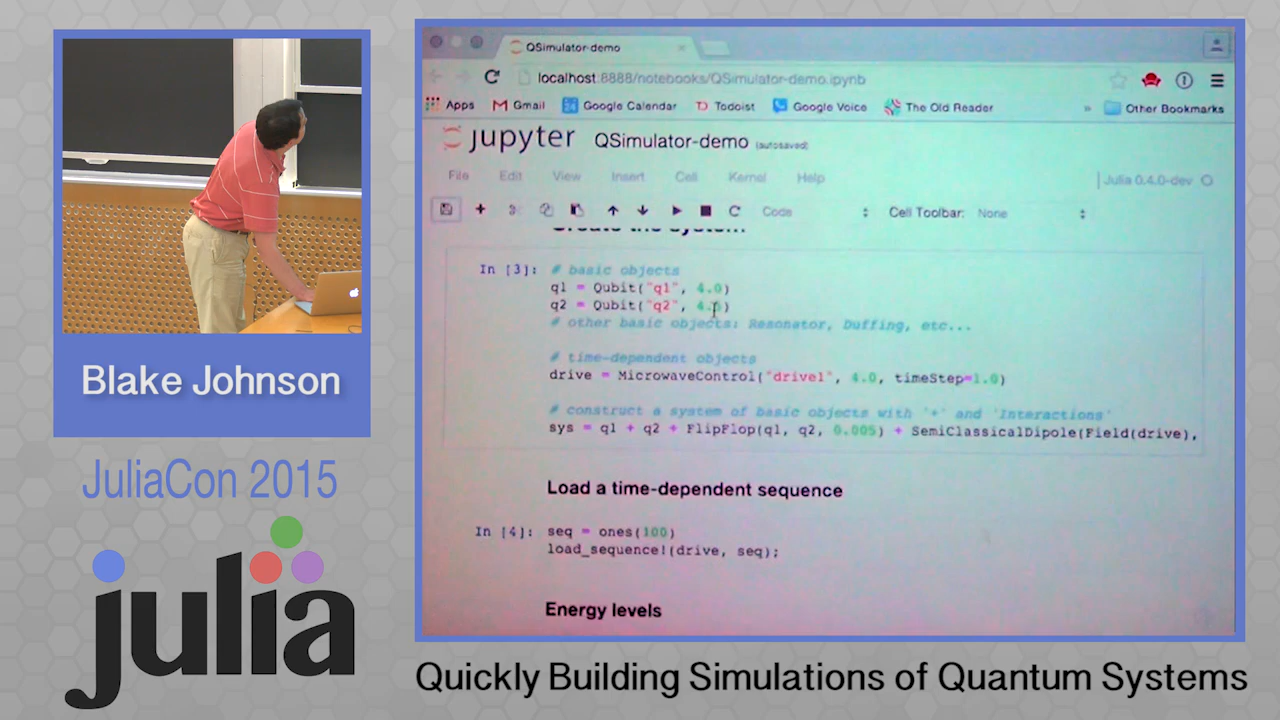 QSimulator-demo
localhost:8888/notebooks/QSimulator-demo.ipynb
Apps Gmail Google Calendar Todoist Google Voice The Old Reader » Other Bookmarks
jupyter QSimulator-demo (autosaved)
File Edit View Insert Cell Kernel Help Julia 0.4.0-dev
Code Cell Toolbar: None
Create the system
In [3]: # basic objects
q1 = Qubit("q1", 4.0)
q2 = Qubit("q2",
# other basic objects: Resonator, Duffing, etc...
# time-dependent objects
drive = MicrowaveControl("drive1", 4.0, timeStep=1.0)
# construct a system of basic objects with '+' and 'Interactions'
sys = q1 + q2 + FlipFlop(q1, q2, 0.005) + SemiClassicalDipole(Field(drive),
Load a time-dependent sequence
In [4]: seq = ones(100)
load_sequence!(drive, seq);
Energy levels
Blake Johnson
JuliaCon 2015
julia
Quickly Building Simulations of Quantum Systems